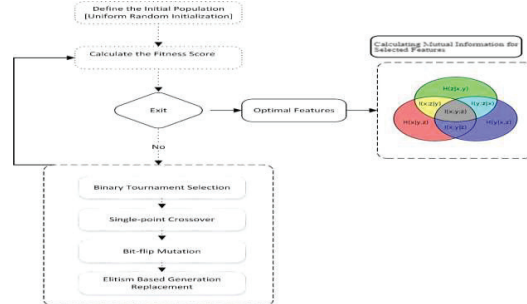 Define the Initial Population
[Uniform Random Initialization]
Calculate the Fitness Score
Exit
Optimal Features
No
Binary Tournament Selection
Single-point Crossover
Bit-flip Mutation
Elitism Based Generation
Replacement
Calculating Mutual Information for
Selected Features
H(z|x,y)
I(x;z|y)
I(y;z|x)
I(x;y;z)
H(x|y,z)
I(x;y|z)
H(y|x,z)